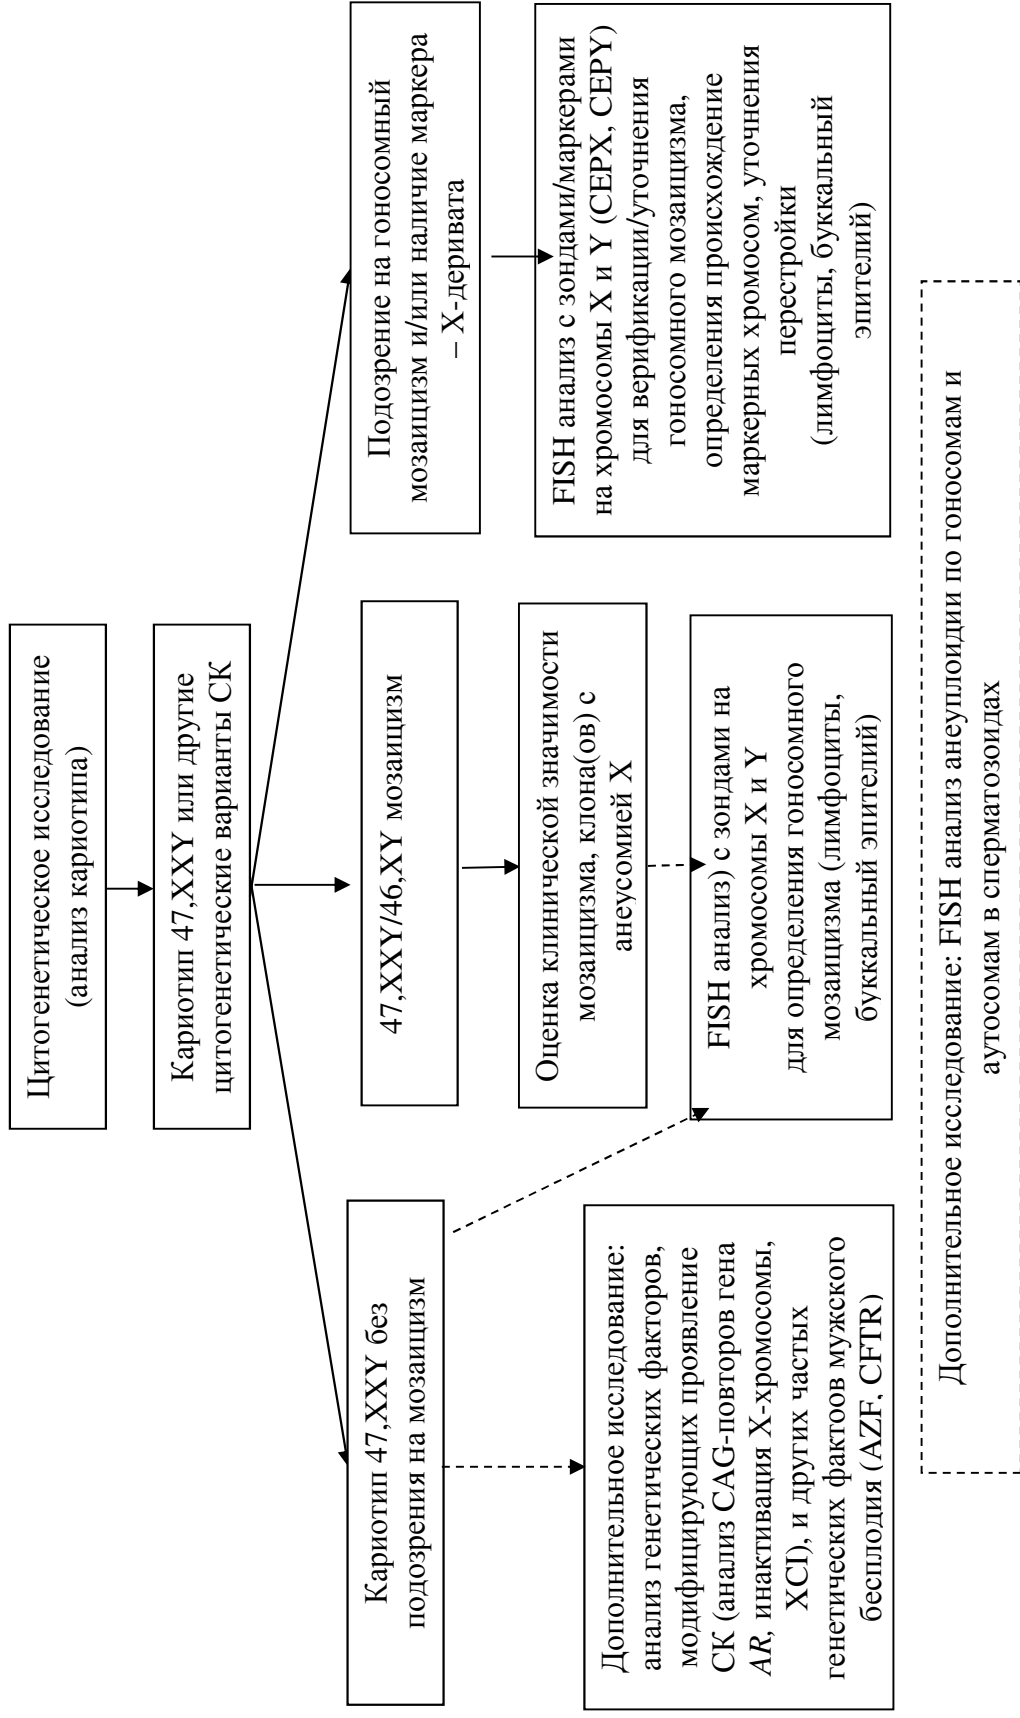 Цитогенетическое исследование
(анализ кариотипа)
Кариотип 47,XXY или другие
цитогенетические варианты СК
Кариотип 47,XXY без
подозрения на мозаицизм
47,XXY/46,XY мозаицизм
Подозрение на гоносомный
мозаицизм и/или наличие маркера
– X-деривата
Дополнительное исследование:
анализ генетических факторов,
модифицирующих проявление
СК (анализ CAG-повторов гена
AR, инактивация X-хромосомы,
XCI), и других частых
генетических фактоов мужского
бесплодия (AZF, CFTR)
Оценка клинической значимости
мозаицизма, клона(ов) с
анеусомией X
FISH анализ) с зондами на
хромосомы X и Y
для определения гоносомного
мозаицизма (лимфоциты,
буккальный эпителий)
FISH анализ с зондами/маркерами
на хромосомы X и Y (CEPX, CEPY)
для верификации/уточнения
гоносомного мозаицизма,
определения происхождение
маркерных хромосом, уточнения
перестройки
(лимфоциты, буккальный
эпителий)
Дополнительное исследование: FISH анализ анеуплоидии по гоносомам и
аутосомам в сперматозоидах